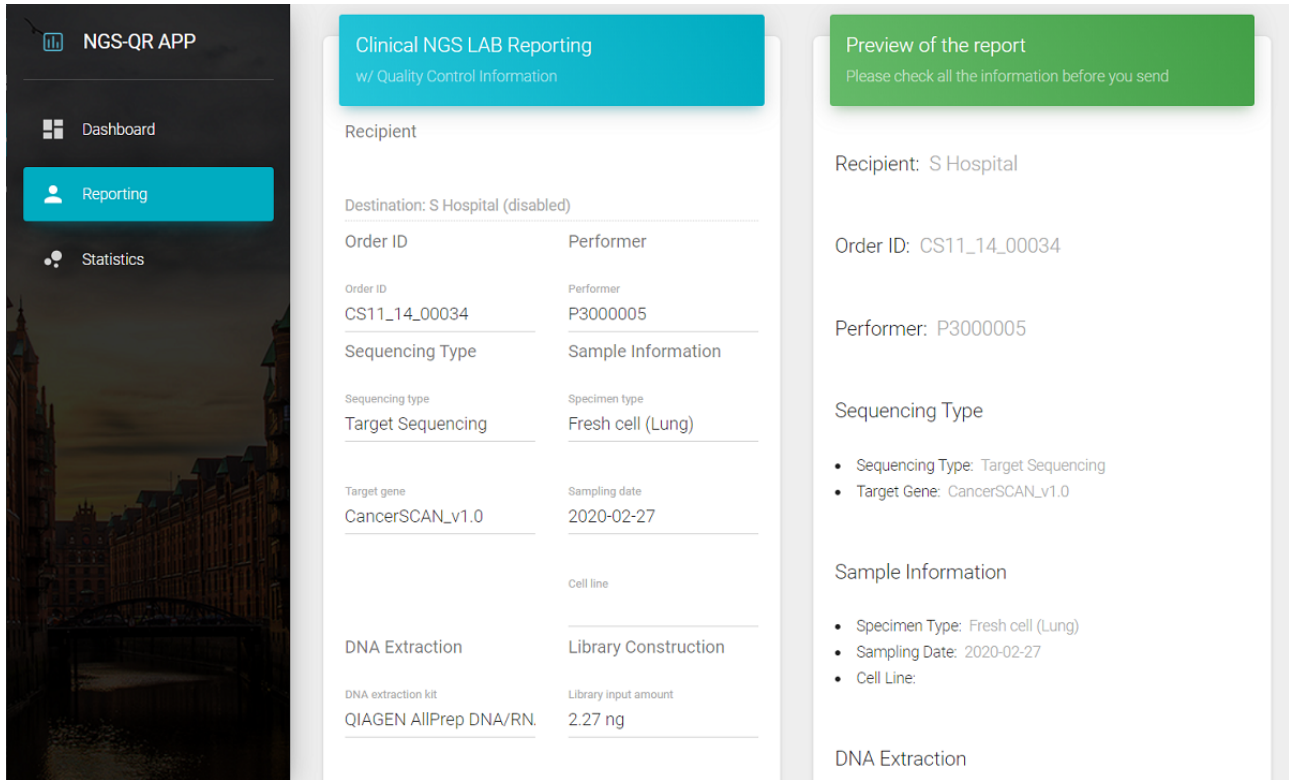 NGS-QR APP
Dashboard
Reporting
Statistics
Clinical NGS LAB Reporting
w/ Quality Control Information
Recipient
Destination: S Hospital (disabled)
Order ID
Performer
Order ID
Performer
CS11_14_00034
P3000005
Sequencing Type
Sample Information
Sequencing type
Specimen type
Target Sequencing
Fresh cell (Lung)
Target gene
Sampling date
CancerSCAN_v1.0
2020-02-27
Cell line
DNA Extraction
Library Construction
DNA extraction kit
Library input amount
QIAGEN AllPrep DNA/RN.
2.27 ng
Preview of the report
Please check all the information before you send
Recipient: S Hospital
Order ID: CS11_14_00034
Performer: P3000005
Sequencing Type
• Sequencing Type: Target Sequencing
• Target Gene: CancerSCAN_v1.0
Sample Information
• Specimen Type: Fresh cell (Lung)
• Sampling Date: 2020-02-27
• Cell Line:
DNA Extraction